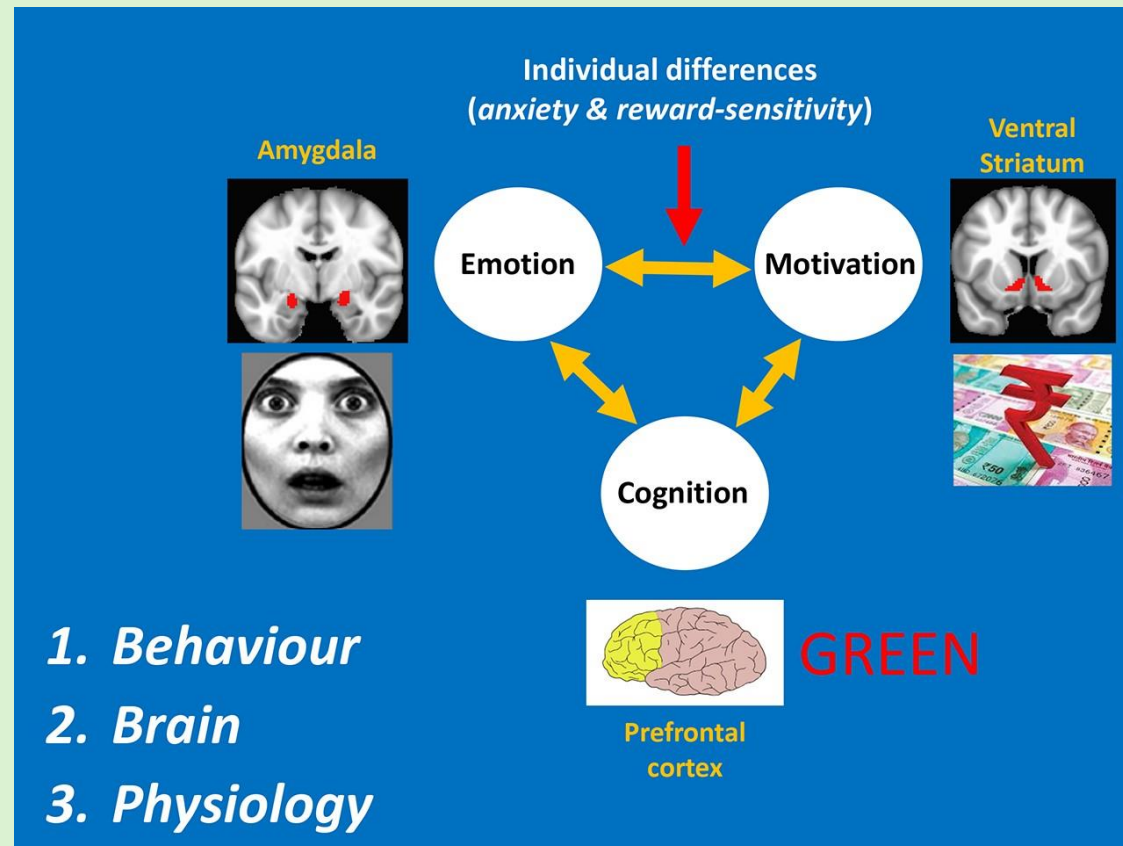 Individual differences
(anxiety & reward-sensitivity)
Amygdala
Ventral
Striatum
Emotion
Motivation
Cognition
₹50
GREEN
Prefrontal
cortex
1. Behaviour
2. Brain
3. Physiology